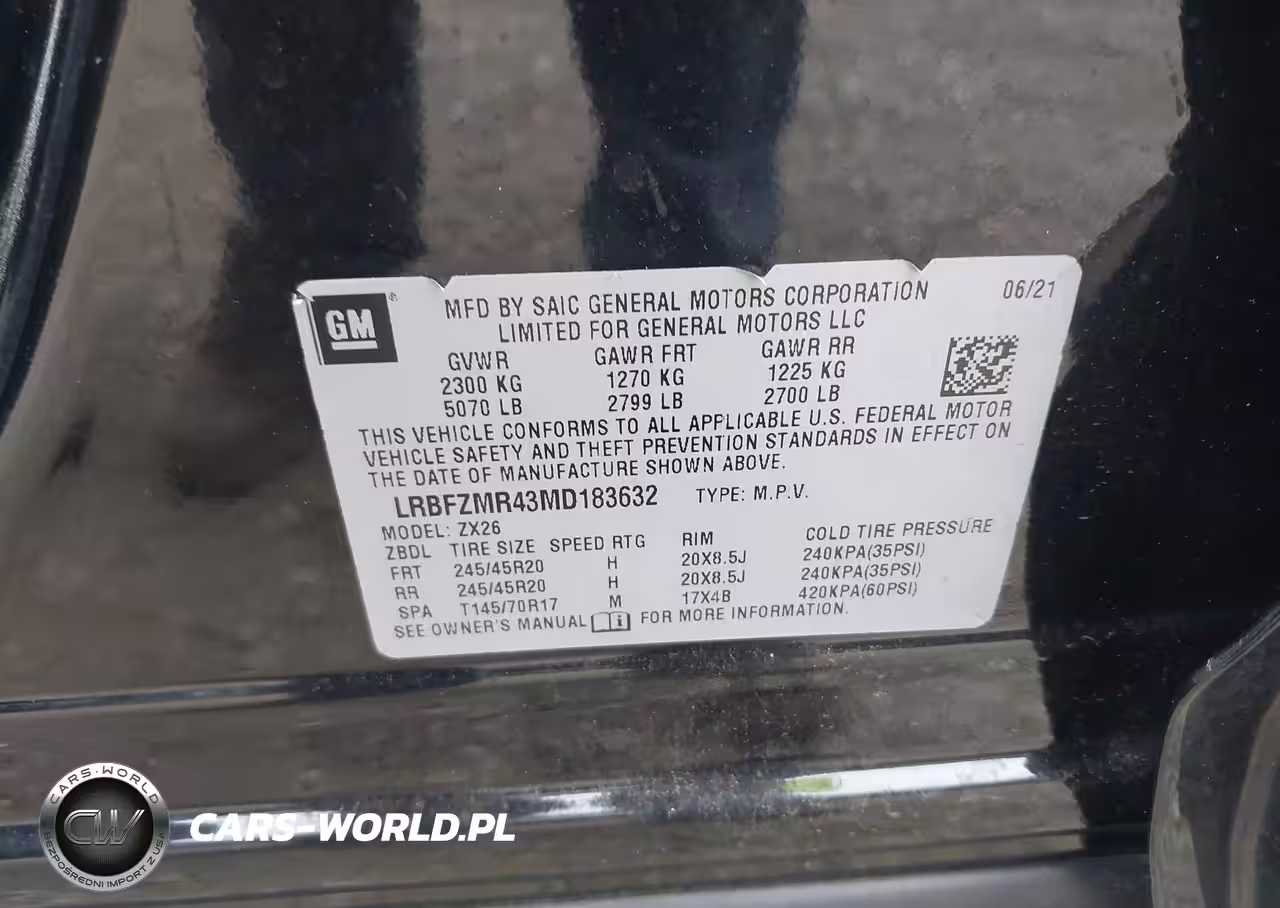 GM
®
MFD BY SAIC GENERAL MOTORS CORPORATION
LIMITED FOR GENERAL MOTORS LLC
06/21
GVWR GAWR FRT GAWR RR
2300 KG 1270 KG 1225 KG
5070 LB 2799 LB 2700 LB
THIS VEHICLE CONFORMS TO ALL APPLICABLE U.S. FEDERAL MOTOR
VEHICLE SAFETY AND THEFT PREVENTION STANDARDS IN EFFECT ON
THE DATE OF MANUFACTURE SHOWN ABOVE.
LRBFZMR43MD183632 TYPE: M.P.V.
MODEL: ZX26
ZBDL TIRE SIZE SPEED RTG RIM COLD TIRE PRESSURE
FRT 245/45R20 H 20X8.5J 240KPA(35PSI)
RR 245/45R20 H 20X8.5J 240KPA(35PSI)
SPA T145/70R17 M 17X4B 420KPA(60PSI)
SEE OWNER'S MANUAL i FOR MORE INFORMATION.
CARS-WORLD
CW
BEZPOŚREDNI IMPORT Z USA
CARS-WORLD.PL